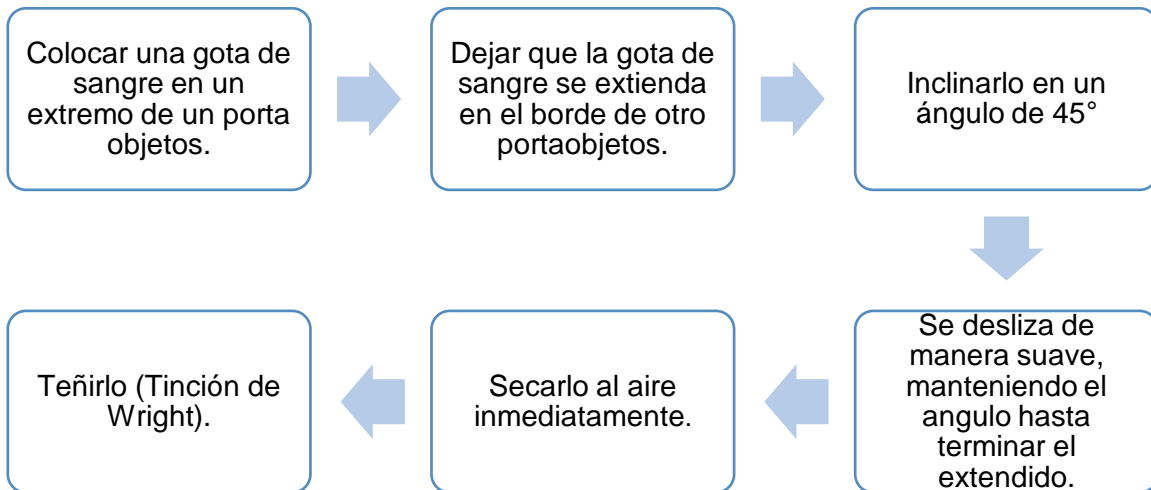 Colocar una gota de
sangre en un
extremo de un porta
objetos.
Dejar que la gota de
sangre se extienda
en el borde de otro
portaobjetos.
Inclinarlo en un
ángulo de 45°
Se desliza de
manera suave,
manteniendo el
angulo hasta
terminar el
extendido.
Secarlo al aire
inmediatamente.
Teñirlo (Tinción de
Wright).